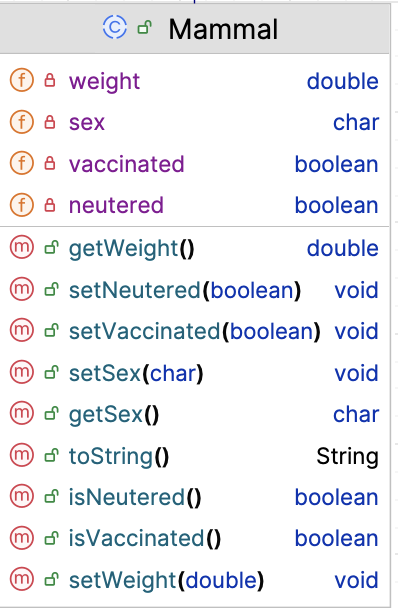 C Mammal
f weight double
f sex char
f vaccinated boolean
f neutered boolean
m getWeight() double
m setNeutered(boolean) void
m setVaccinated(boolean) void
m setSex(char) void
m getSex() char
m toString() String
m isNeutered() boolean
m isVaccinated() boolean
m setWeight(double) void